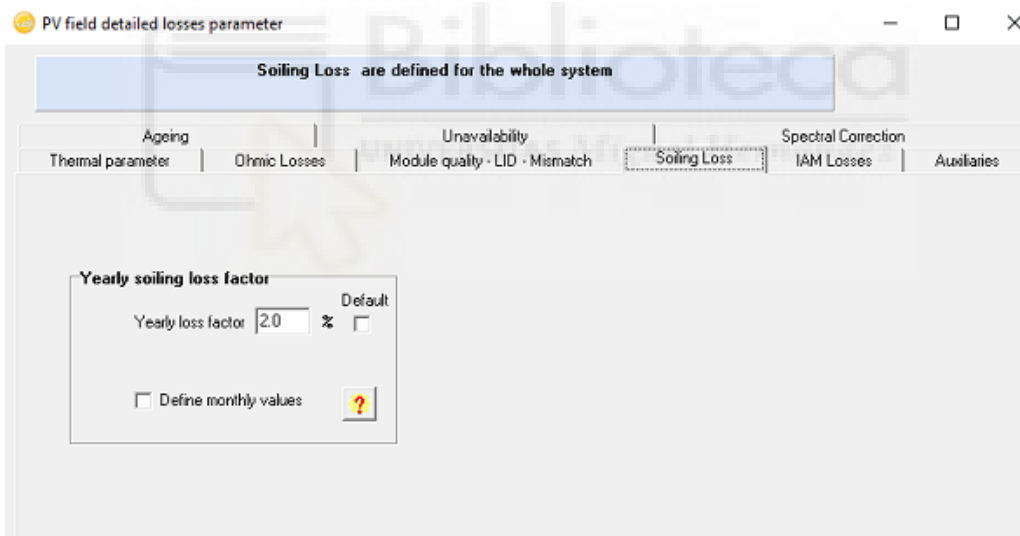 PV field detailed losses parameter
Biblioteca
Soiling Loss are defined for the whole system
Ageing Unavailability Spectral Correction
Thermal parameter Ohmic Losses Module quality - LID - Mismatch Soiling Loss IAM Losses Auxiliaries
Yearly soiling loss factor
Default
Yearly loss factor 2.0 %
Define monthly values ?